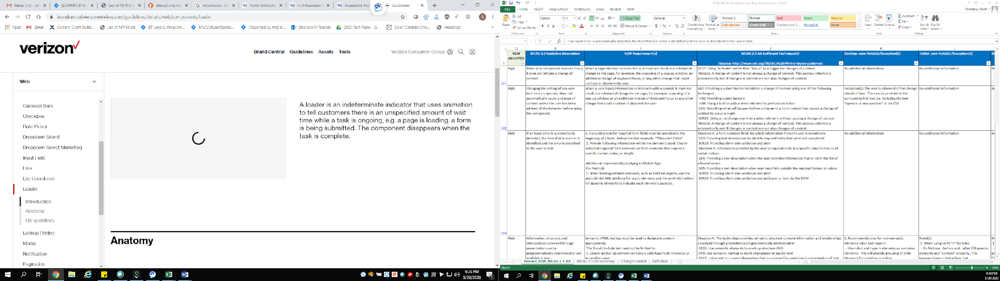 Inbox (70) - sh
[DOPMO-8193
List of MTN's.tx
site:w3.org inpu
w3schools - Go
Form Instructio
Full Password E
Accessible Rich
Guidelines
brandcentral.verizonwireless.com/guidelines/details/web/components/loader
Apps
Gmail
Current Client Build...
List of MTN's.txt
BT Loyalty Program...
MVA3.0UserStories...
[Reported by me] Is...
Sharepoint Tracker
2020 Test Plans - G...
Color Contrast Che...
Headings
verizon
Brand Central Guidelines Assets Tools
Verizon Consumer Group
Web
Carousel Bars
Checkbox
Date Picker
Dropdown Select
Dropdown Select Marketing
Input Field
Line
List Unordered
Loader
Introduction
Anatomy
UX guidelines
Lockup Pricing
Modal
Notification
Pagination
A loader is an indeterminate indicator that uses animation
to tell customers there is an unspecified amount of wait
time while a task is ongoing, e.g. a page is loading, a form
is being submitted. The component disappears when the
task is complete.
Anatomy
6:38 PM
5/20/2020
VZW_WCAG Guidelines and Requirements.xlsx - Excel
FILE HOME INSERT PAGE LAYOUT FORMULAS DATA REVIEW VIEW
Dholakia, Shalin
Paste
Cut
Copy
Format Painter
Clipboard
Calibri 11
Font
Wrap Text
Merge & Center
Alignment
General
Number
Conditional Formatting
Format as Table
Normal 2 Normal Bad Good Neutral
Calculation Check Cell Explanatory T... Hyperlink Input
Styles
Insert Delete Format
Cells
AutoSum
Fill
Clear
Sort & Filter
Find & Select
Editing
If an input error is automatically detected, the item that is in error is identified and the error is described to the user in text.
G H I J K L
1
VZW
ADJUSTED
WCAG 2.0 Guideline Description
VZW Requirement(s)
WCAG 2.0 AA Sufficient Technique(s)
(Source: http://www.w3.org/TR/WCAG20/#intro-layers-guidance)
Desktop .com Note(s):/Exception(s)
Tablet .com Note(s):/Exception(s)
311
High
When any component receives focus,
it does not initiate a change of
context.
When a page element receives focus, it must not result in a substantial
change to the page, for example, the spawning of a pop-up window, an
additional change of keyboard focus, or any other change that could
confuse or disorient the user.
G107: Using "activate" rather than "focus" as a trigger for changes of context
Note(s): A change of content is not always a change of context. This success criterion is
automatically met if changes in content are not also changes of context.
No additional information
No additional information
312
High
Changing the setting of any user
interface component does not
automatically cause a change of
context unless the user has been
advised of the behavior before using
the component.
When a user inputs information or interacts with a control, it must not
result in a substantial change to the page, for example, spawning of a
pop-up window or an additional change of keyboard focus or any other
change that could confuse or disorient the user.
G80: Providing a submit button to initiate a change of context using one of the following
techniques
H32: Providing submit buttons
H84: Using a button with a select element to perform an action
G13: Describing what will happen before a change to a form control that causes a change of
context to occur is made
SCR19: Using an onchange event on a select element without causing a change of context
Note(s): A change of content is not always a change of context. This success criterion is
automatically met if changes in content are not also changes of context.
Exception(s): The user is informed of the change
ahead of time. This can be provided in the
surrounding link text, i.e. including the text
"opens in a new window" or via CSS
No additional information
313
High
If an input error is automatically
detected, the item that is in error is
identified and the error is described
to the user in text.
1. Instructive text for required form fields must be provided at the
beginning of a form. Instructive text example: "*Required Fields"
2. Provide following information within the element's label: Clearly
indicated required form elements or form elements that require a
specific format, value, or length.
Additional requirement(s) applying to Mobile App:
For Android:
1. When labeling editable elements, such as EditText objects, use the
android:hint XML attribute for static elements and the setHint() method
for dynamic elements to indicate each element's purpose.
Situation A. a form contains fields for which information from the user is mandatory.
G83: Providing text descriptions to identify required fields that were not completed
SCR18: Providing client-side validation and alert
Situation B. Information provided by the user is required to be in a specific data format or of
certain values.
G84: Providing a text description when the user provides information that is not in the list of
allowed values
G85: Providing a text description when user input falls outside the required format or values
SCR18: Providing client-side validation and alert
SCR32: Providing client-side validation and adding error text via the DOM
No additional information
No additional information
High
Information, structure, and
relationships conveyed through
presentation can be
programmatically determined or are
available in text.
Semantic HTML markup must be used to designate content
appropriately.
This Should include but must not be limited to:
1. Ensure anchor (a) element contains a valid hypertext reference or
accessible name
Situation A. The technology provides semantic structure to make information and relationships
conveyed through presentation programmatically determinable:
G115: Use semantic elements to mark up structure AND
H49: Use semantic markup to mark emphasized or special text
G117: Using text to convey information that is conveyed by variations in presentation of text
1. Recommendations for non-semantic
elements <div> and <span>:
- Use <div> and <span> elements as container
elements - this will provide grouping of child
elements for scripting or styling
Note(s):
1. When using caret ">" for links:
- Do Not use ::before and ::after CSS pseudo
elements and "content" property. This
exposes them to VoiceOver, but
Revised_VZW_WCAG 2.1 AA
WCAG 2.1 AA Summary
Change Control
Definition
READY
100%
6:38 PM
5/20/2020